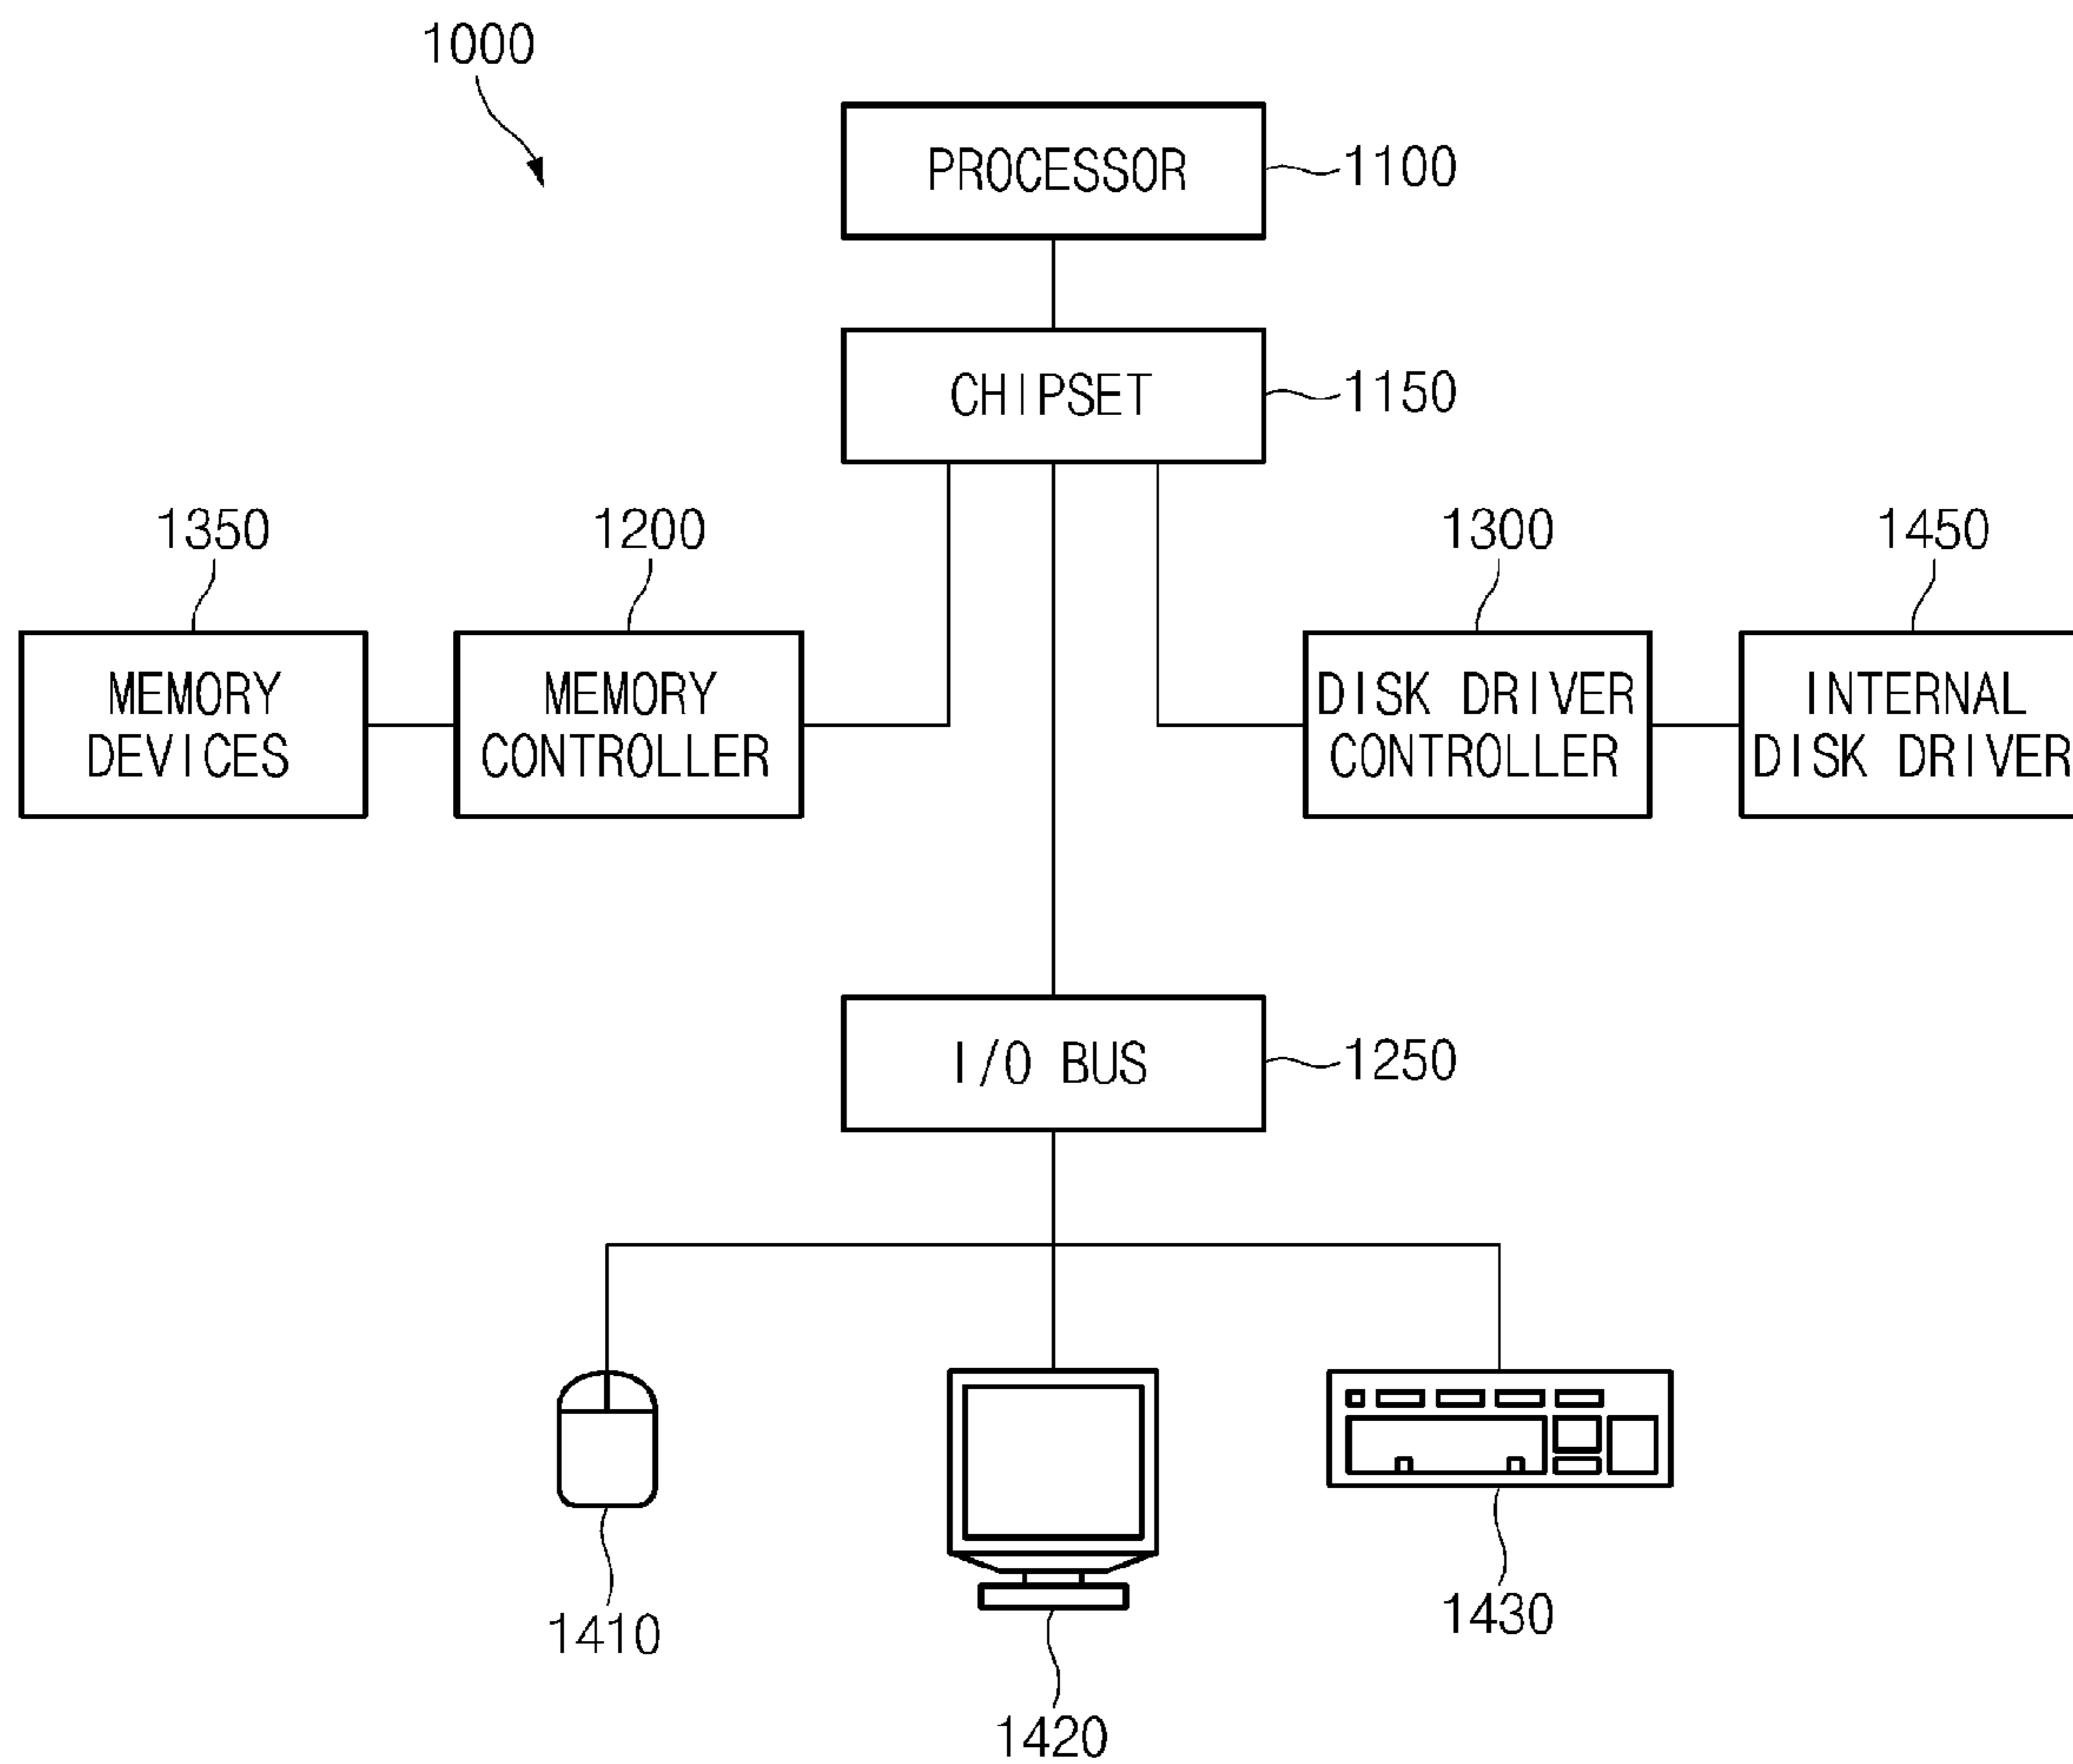 1000
PROCESSOR
1100
CHIPSET
1150
1350
1200
1300
1450
MEMORY
DEVICES
MEMORY
CONTROLLER
DISK DRIVER
CONTROLLER
INTERNAL
DISK DRIVER
I/O BUS
1250
1410
1420
1430